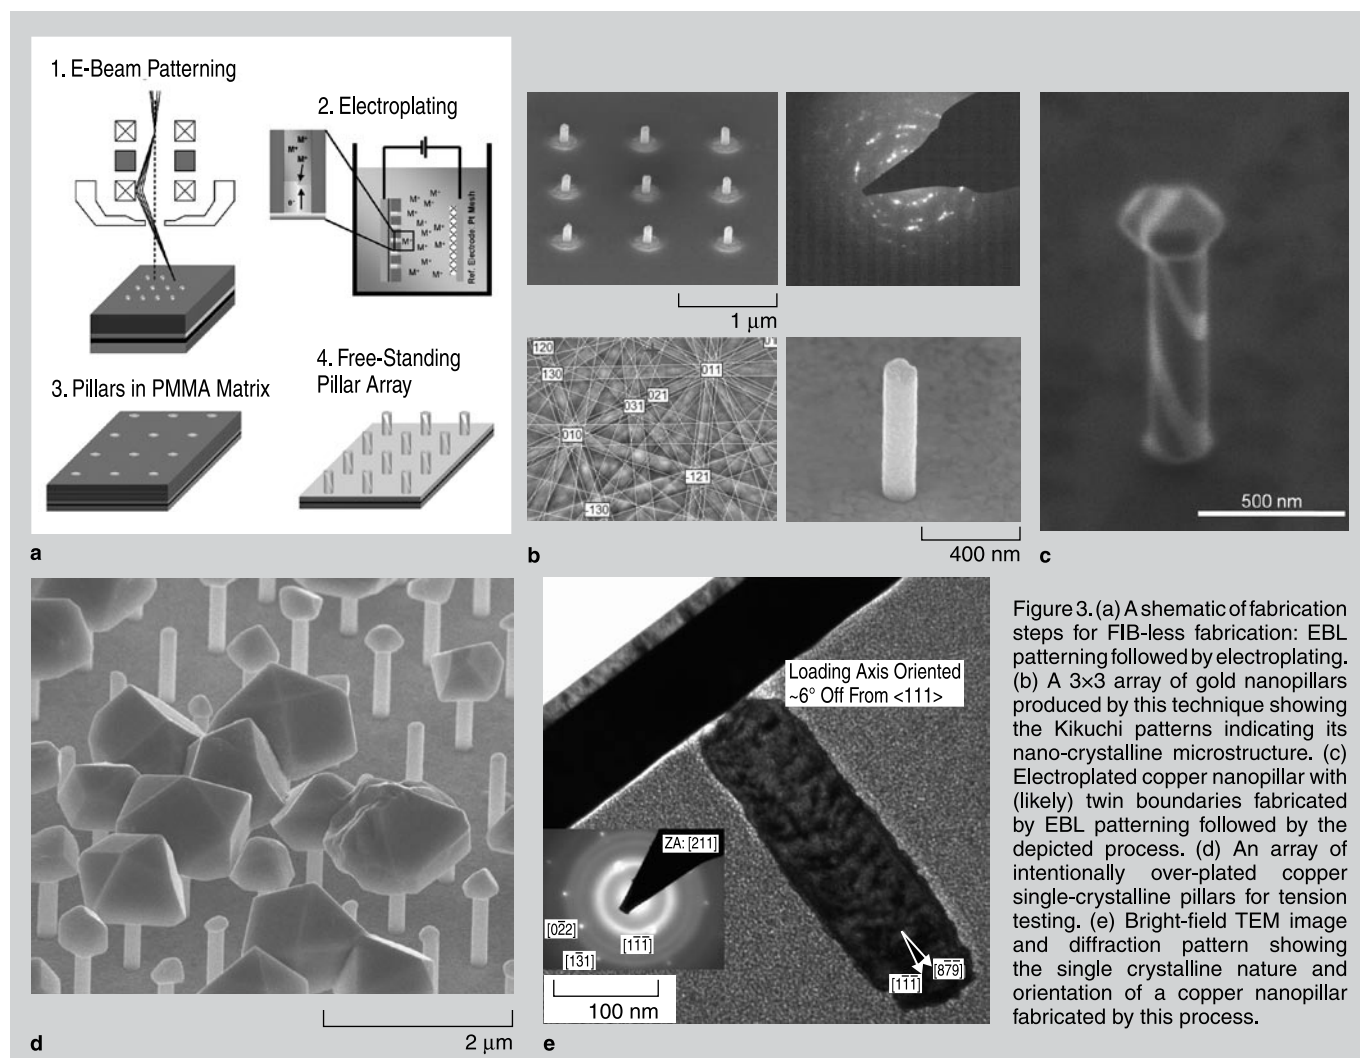 1. E-Beam Patterning
2. Electroplating
M⁺
M⁺
M⁺
e⁻
M⁺
M⁺
M⁺
M⁺
M⁺
M⁺
M⁺
M⁺
M⁺
M⁺
M⁺
Ref. Electrode: Pt Mesh
3. Pillars in PMMA Matrix
4. Free-Standing
Pillar Array
a
1 μm
120
130
011
021
031
010
-121
-130
400 nm
b
500 nm
c
2 μm
d
Loading Axis Oriented
~6° Off From <111>
ZA: [211]
[02̅2]
[1̅1̅1]
[13̅1]
[11̅1̅]
[87̅9̅]
100 nm
e
Figure 3. (a) A shematic of fabrication
steps for FIB-less fabrication: EBL
patterning followed by electroplating.
(b) A 3×3 array of gold nanopillars
produced by this technique showing
the Kikuchi patterns indicating its
nano-crystalline microstructure. (c)
Electroplated copper nanopillar with
(likely) twin boundaries fabricated
by EBL patterning followed by the
depicted process. (d) An array of
intentionally over-plated copper
single-crystalline pillars for tension
testing. (e) Bright-field TEM image
and diffraction pattern showing
the single crystalline nature and
orientation of a copper nanopillar
fabricated by this process.